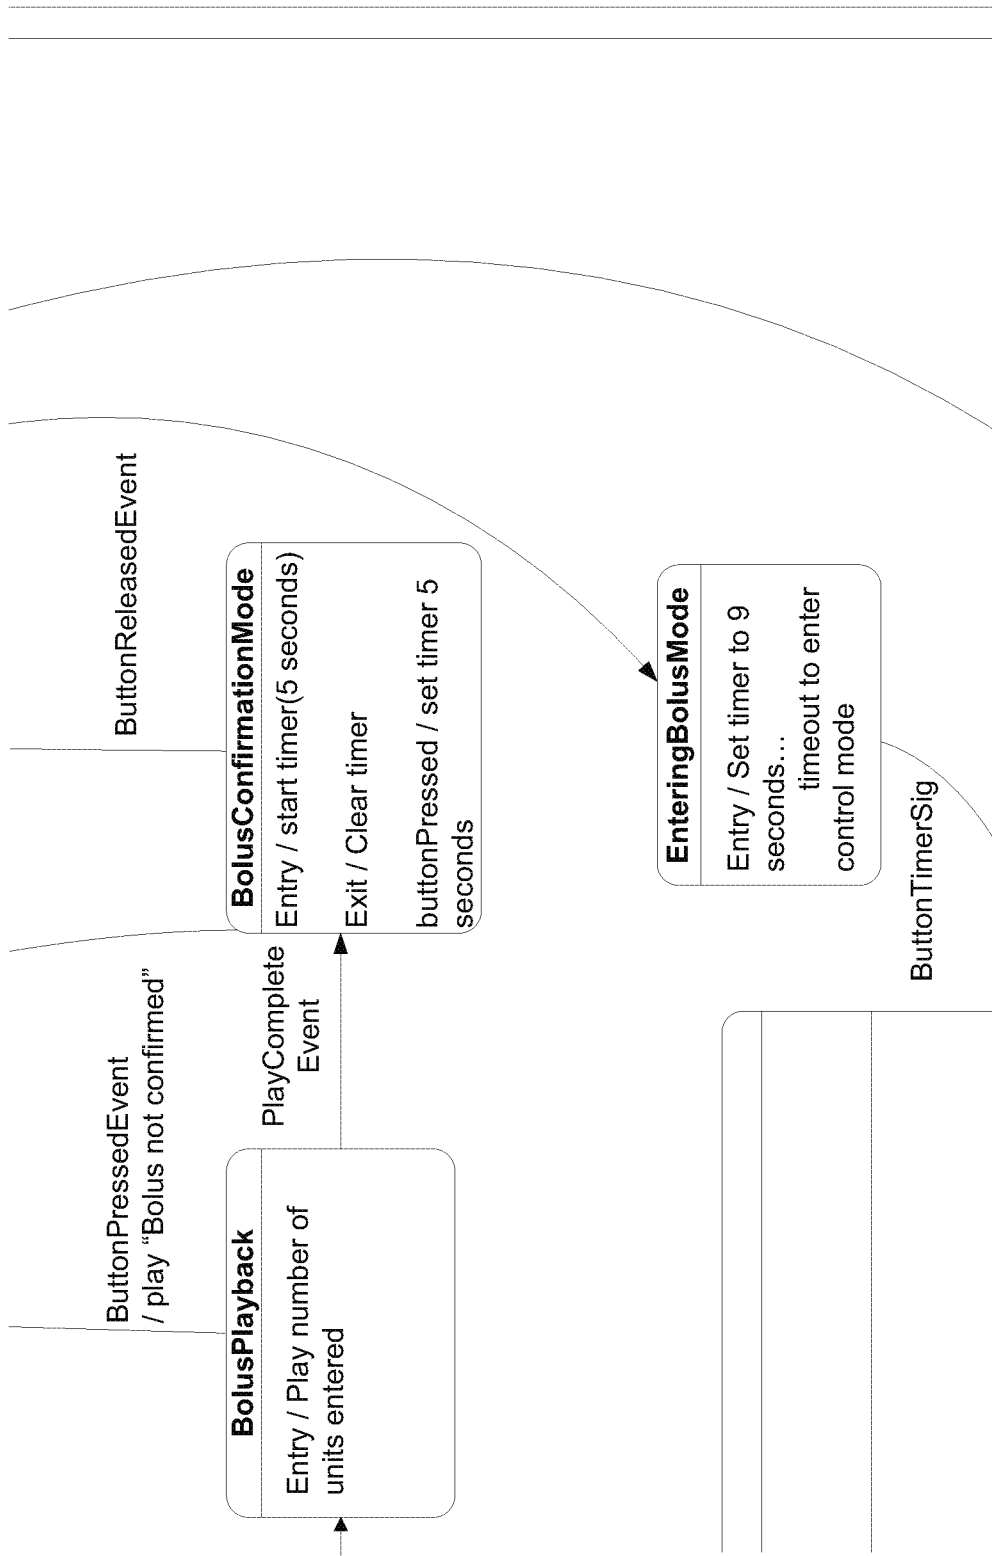 ButtonPressedEvent
/ play “Bolus not confirmed”
ButtonReleasedEvent
BolusPlayback
Entry / Play number of
units entered
PlayComplete
Event
BolusConfirmationMode
Entry / start timer(5 seconds)
Exit / Clear timer
buttonPressed / set timer 5
seconds
EnteringBolusMode
Entry / Set timer to 9
seconds…
timeout to enter
control mode
ButtonTimerSig